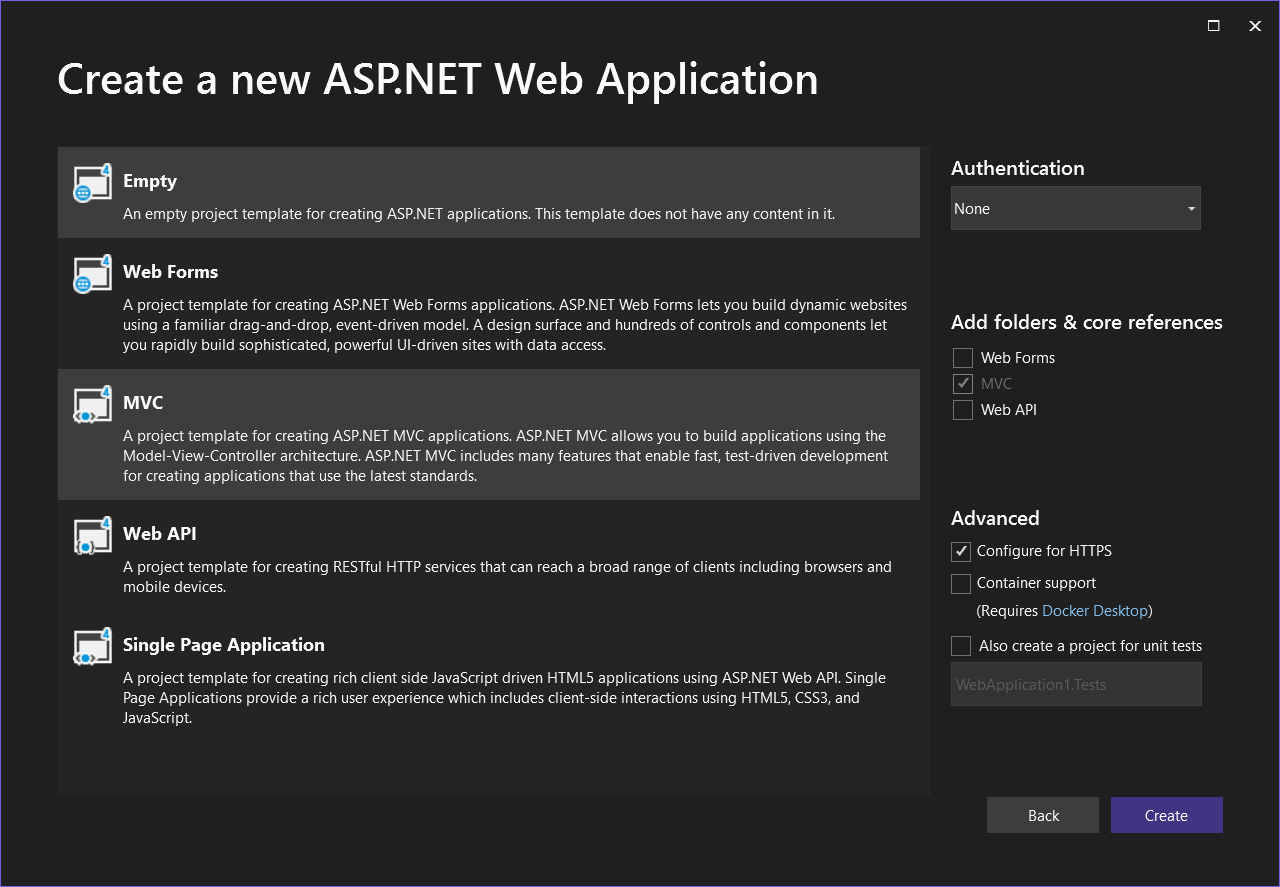 Create a new ASP.NET Web Application
Empty
An empty project template for creating ASP.NET applications. This template does not have any content in it.
Web Forms
A project template for creating ASP.NET Web Forms applications. ASP.NET Web Forms lets you build dynamic websites
using a familiar drag-and-drop, event-driven model. A design surface and hundreds of controls and components let
you rapidly build sophisticated, powerful UI-driven sites with data access.
MVC
A project template for creating ASP.NET MVC applications. ASP.NET MVC allows you to build applications using the
Model-View-Controller architecture. ASP.NET MVC includes many features that enable fast, test-driven development
for creating applications that use the latest standards.
Web API
A project template for creating RESTful HTTP services that can reach a broad range of clients including browsers and
mobile devices.
Single Page Application
A project template for creating rich client side JavaScript driven HTML5 applications using ASP.NET Web API. Single
Page Applications provide a rich user experience which includes client-side interactions using HTML5, CSS3, and
JavaScript.
Authentication
None
Add folders & core references
Web Forms
MVC
Web API
Advanced
Configure for HTTPS
Container support
(Requires Docker Desktop)
Also create a project for unit tests
WebApplication1.Tests
Back
Create